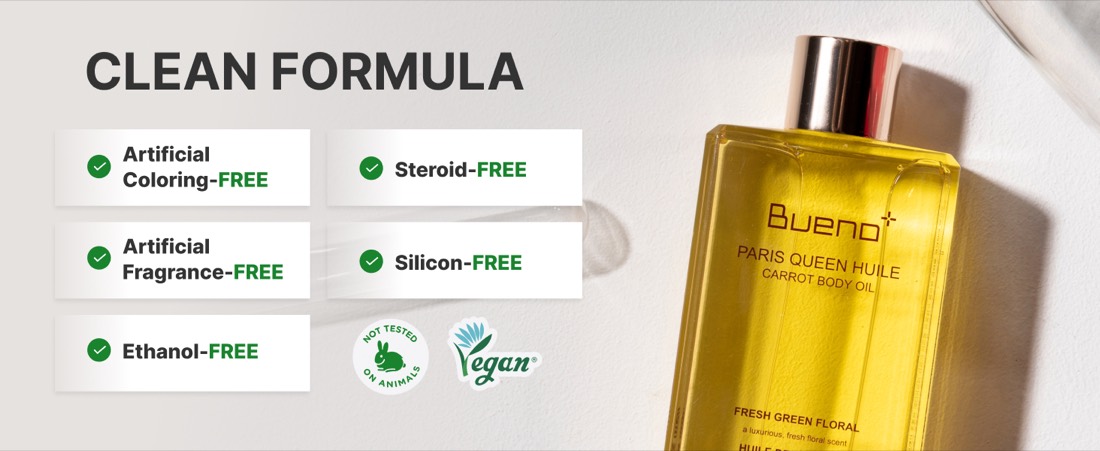 CLEAN FORMULA
Artificial
Coloring-FREE
Steroid-FREE
Artificial
Fragrance-FREE
Silicon-FREE
Ethanol-FREE
NOT TESTED
ON ANIMALS
Vegan®
Bueno+
PARIS QUEEN HUILE
CARROT BODY OIL
FRESH GREEN FLORAL
a luxurious, fresh floral scent